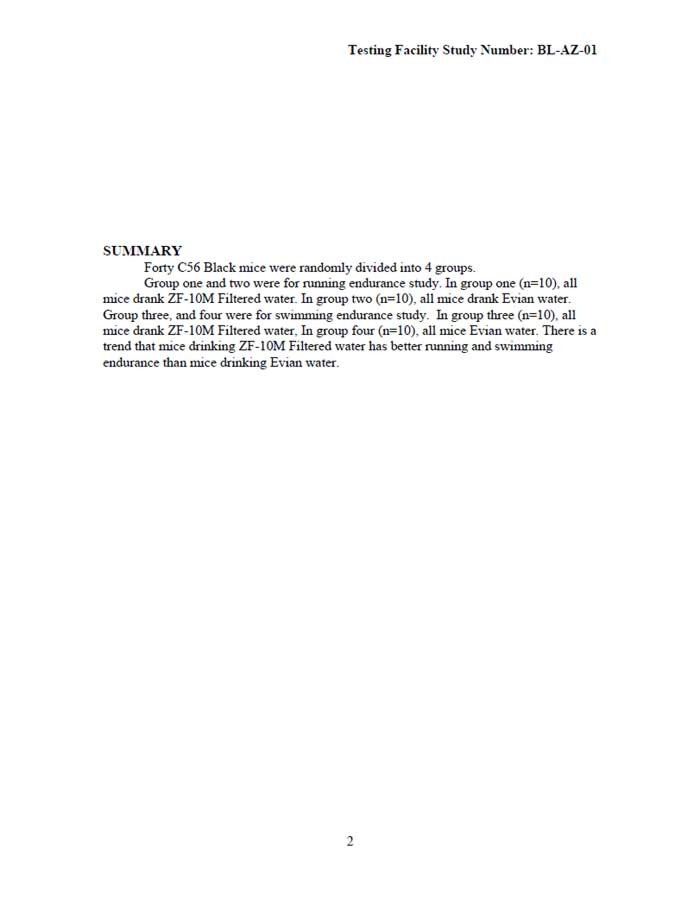 Testing Facility Study Number: BL-AZ-01
SUMMARY
Forty C56 Black mice were randomly divided into 4 groups.
Group one and two were for running endurance study. In group one (n=10), all
mice drank ZF-10M Filtered water. In group two (n=10), all mice drank Evian water.
Group three, and four were for swimming endurance study. In group three (n=10), all
mice drank ZF-10M Filtered water, In group four (n=10), all mice Evian water. There is a
trend that mice drinking ZF-10M Filtered water has better running and swimming
endurance than mice drinking Evian water.
2